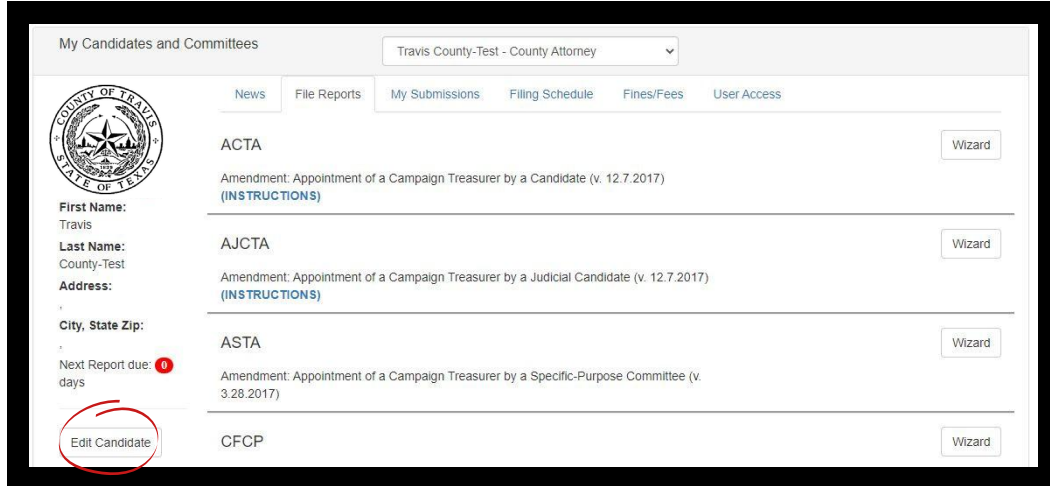 My Candidates and Committees
Travis County-Test - County Attorney
News File Reports My Submissions Filing Schedule Fines/Fees User Access
COUNTY OF TRAVIS
STATE OF TEXAS
1839
First Name:
Travis
Last Name:
County-Test
Address:
,
City, State Zip:
,
Next Report due: 0
days
Edit Candidate
ACTA
Wizard
Amendment: Appointment of a Campaign Treasurer by a Candidate (v. 12.7.2017)
(INSTRUCTIONS)
AJCTA
Wizard
Amendment: Appointment of a Campaign Treasurer by a Judicial Candidate (v. 12.7.2017)
(INSTRUCTIONS)
ASTA
Wizard
Amendment: Appointment of a Campaign Treasurer by a Specific-Purpose Committee (v.
3.28.2017)
CFCP
Wizard